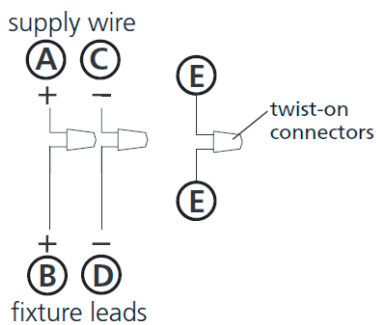 supply wire
A C
+ −
E
twist-on
connectors
E
+ −
B D
fixture leads